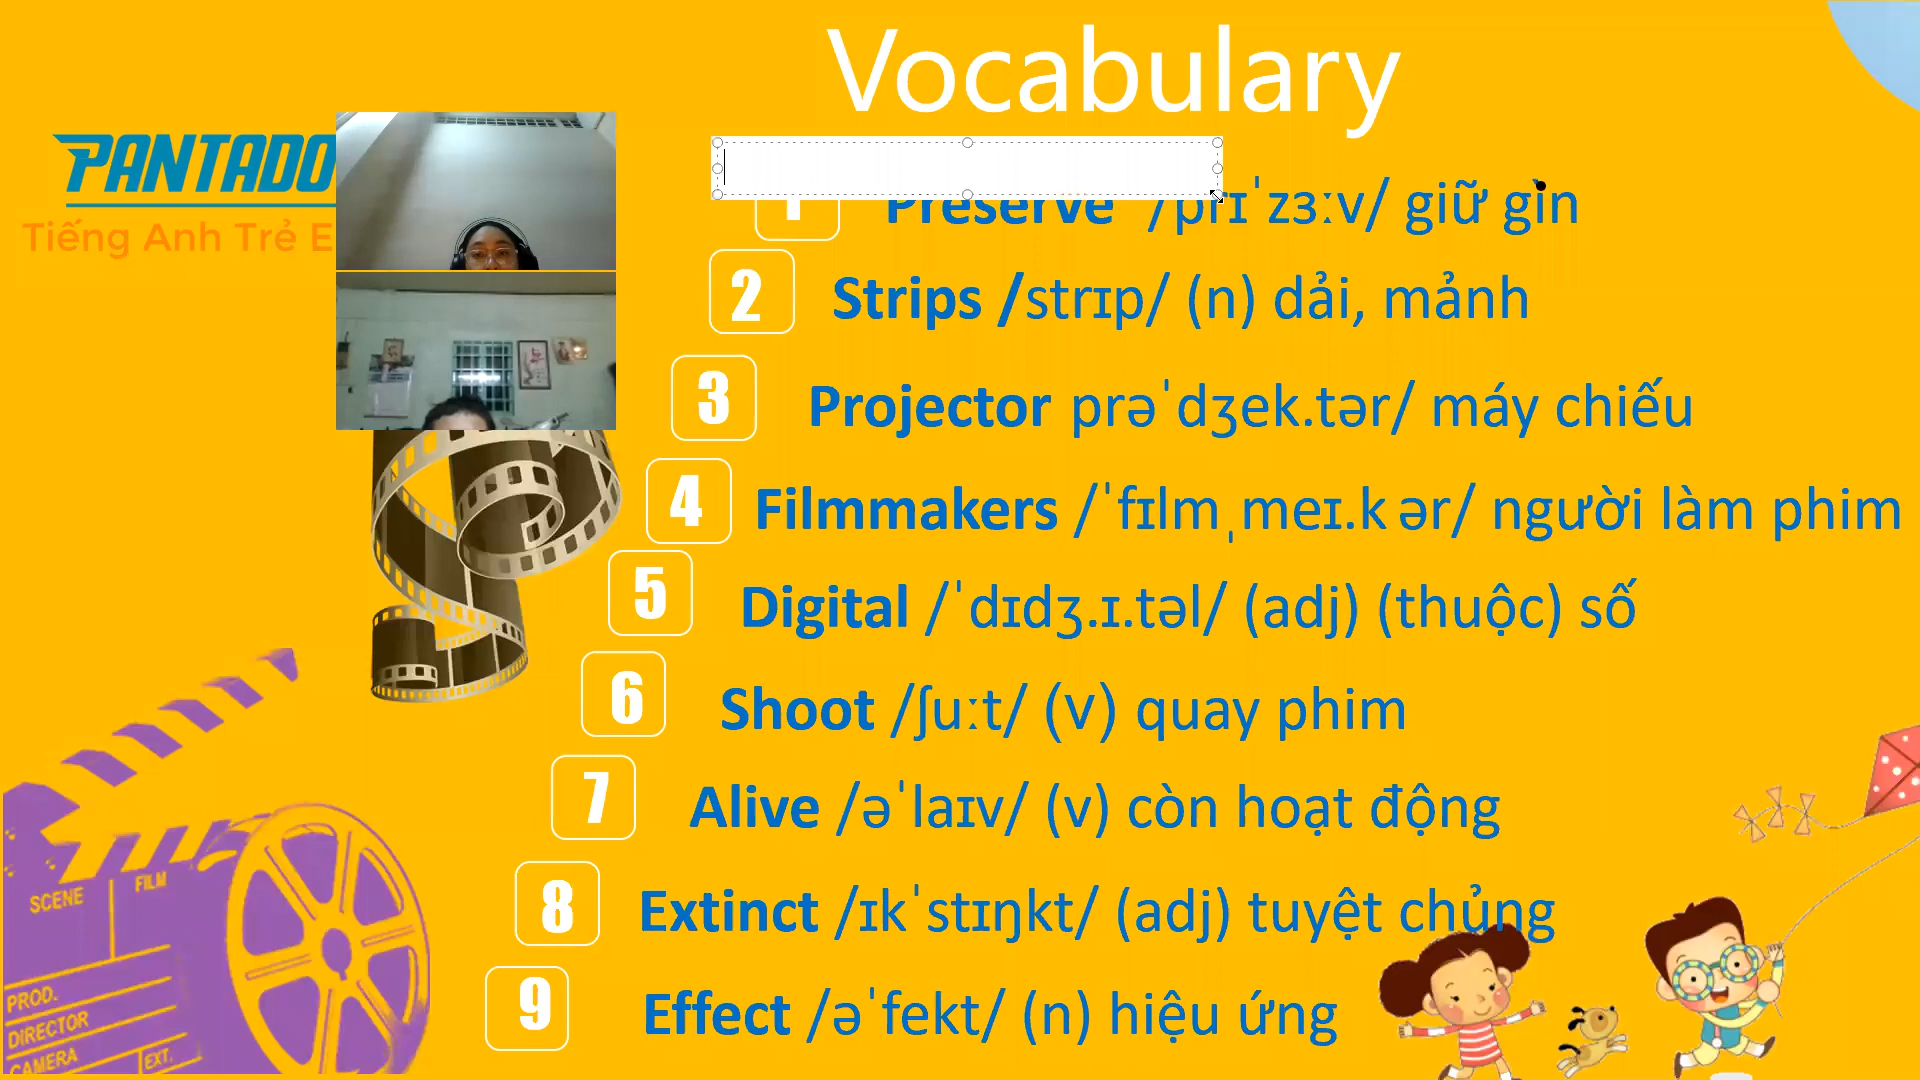 Vocabulary
PANTADO
Tiếng Anh Trẻ E
1 Preserve /prɪˈzɜːv/ giữ gìn
2 Strips /strɪp/ (n) dải, mảnh
3 Projector prəˈdʒek.tər/ máy chiếu
4 Filmmakers /ˈfɪlmˌmeɪ.k ər/ người làm phim
5 Digital /ˈdɪdʒ.ɪ.təl/ (adj) (thuộc) số
6 Shoot /ʃuːt/ (v) quay phim
7 Alive /əˈlaɪv/ (v) còn hoạt động
8 Extinct /ɪkˈstɪŋkt/ (adj) tuyệt chủng
9 Effect /əˈfekt/ (n) hiệu ứng
SCENE FILM
PROD.
DIRECTOR
CAMERA EXT.